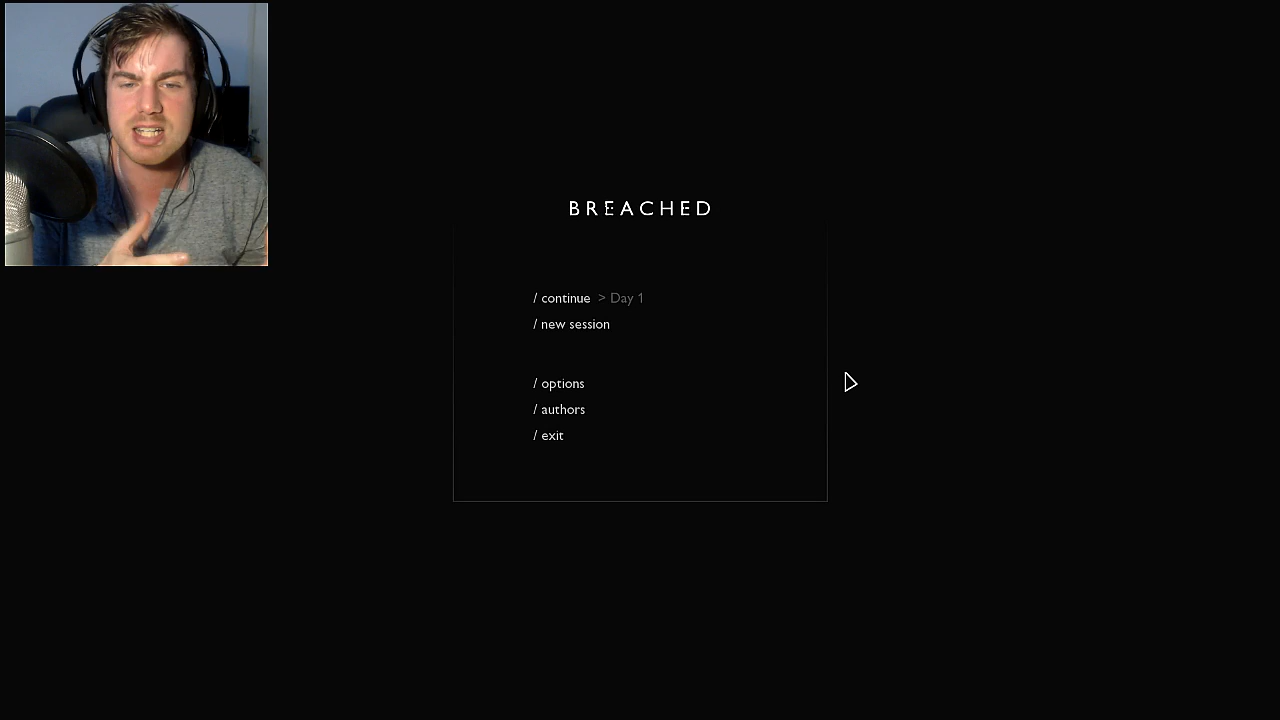 BREACHED
/ continue > Day 1
/ new session
/ options
/ authors
/ exit